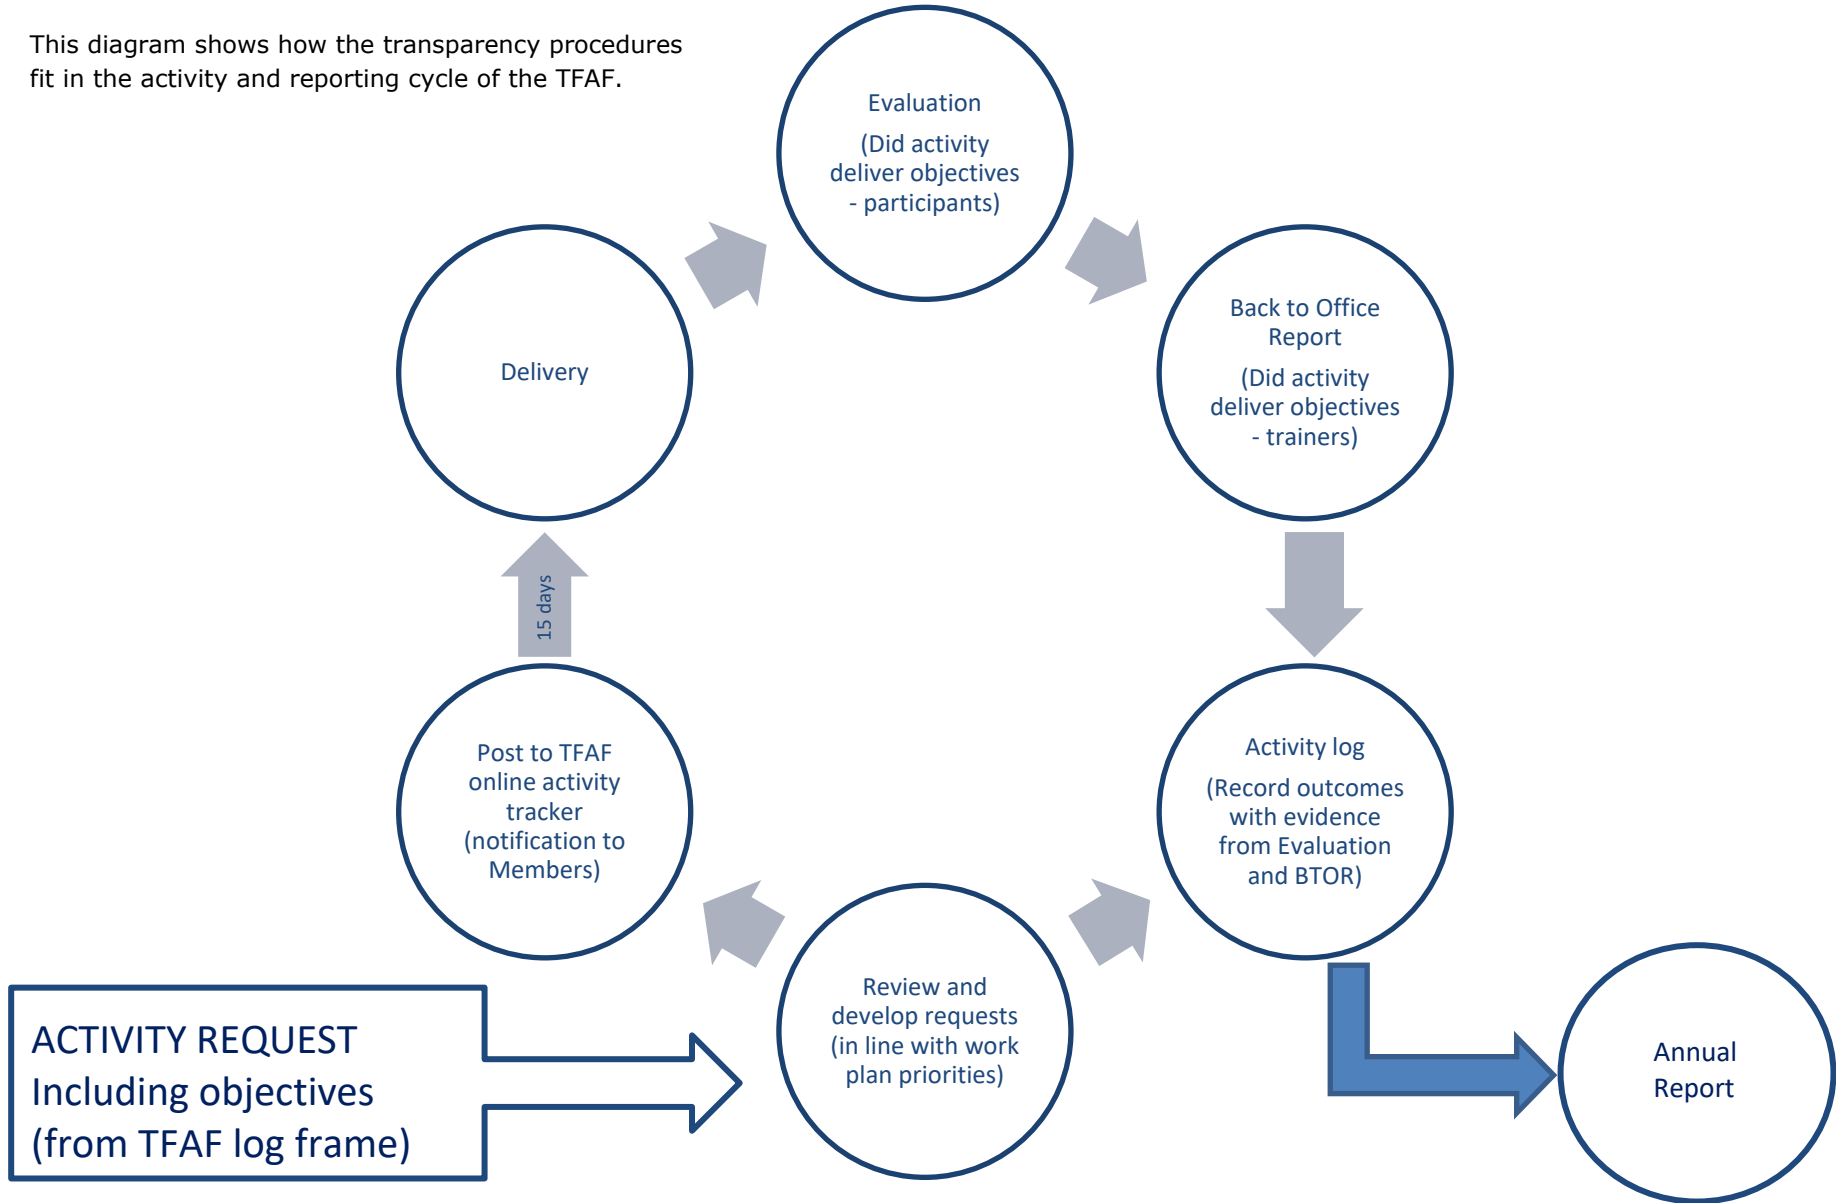 This diagram shows how the transparency procedures
fit in the activity and reporting cycle of the TFAF.
Evaluation
(Did activity
deliver objectives
- participants)
Back to Office
Report
(Did activity
deliver objectives
- trainers)
Activity log
(Record outcomes
with evidence
from Evaluation
and BTOR)
Review and
develop requests
(in line with work
plan priorities)
Post to TFAF
online activity
tracker
(notification to
Members)
15 days
Delivery
ACTIVITY REQUEST
Including objectives
(from TFAF log frame)
Annual
Report